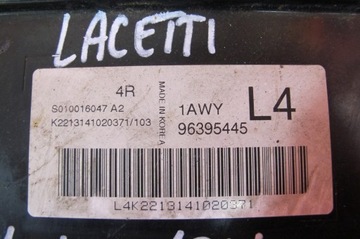 LACETTI
4R
S010016047 A2
K2213141020371/103
MADE IN KOREA
1AWY
L4
96395445
L4K2213141020371